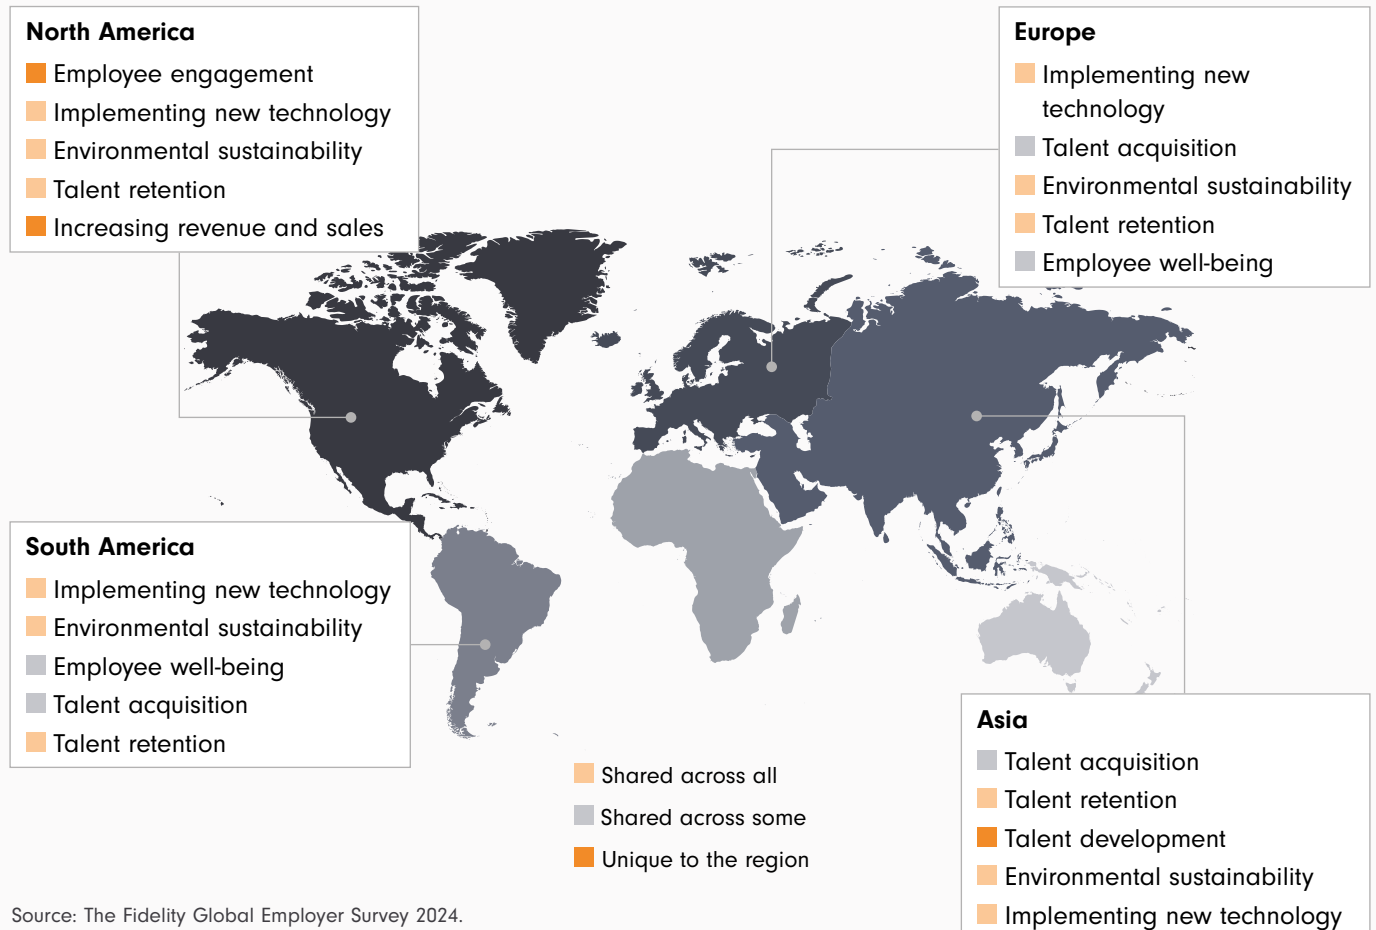 North America
Employee engagement
Implementing new technology
Environmental sustainability
Talent retention
Increasing revenue and sales
Europe
Implementing new
technology
Talent acquisition
Environmental sustainability
Talent retention
Employee well-being
South America
Implementing new technology
Environmental sustainability
Employee well-being
Talent acquisition
Talent retention
Asia
Talent acquisition
Talent retention
Talent development
Environmental sustainability
Implementing new technology
Shared across all
Shared across some
Unique to the region
Source: The Fidelity Global Employer Survey 2024.